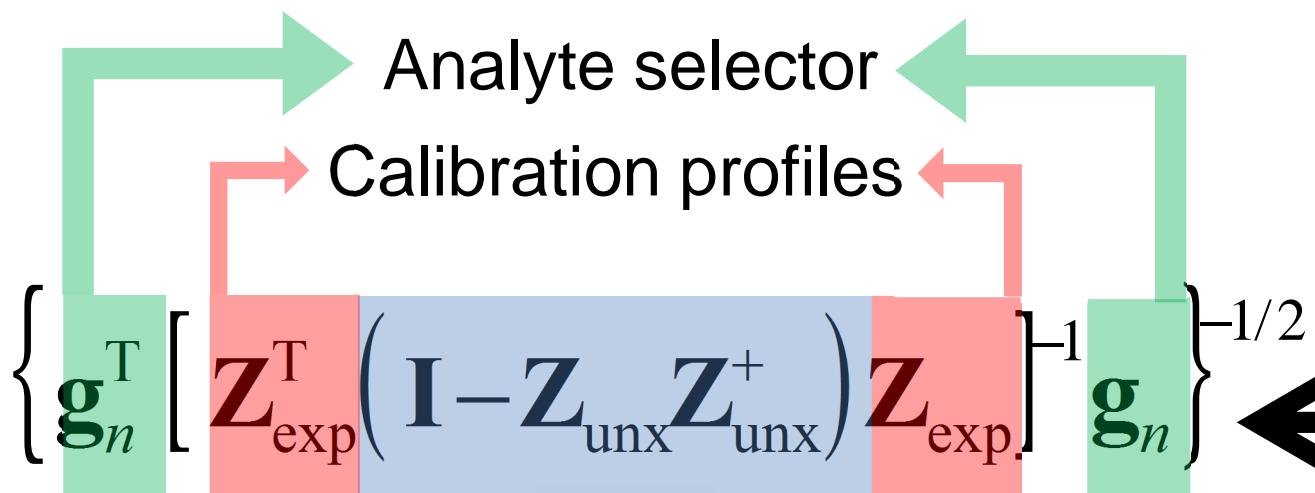 Analyte selector
Calibration profiles
{g_n^T [Z_exp^T (I − Z_unx Z_unx^+) Z_exp]^−1 g_n}^−1/2